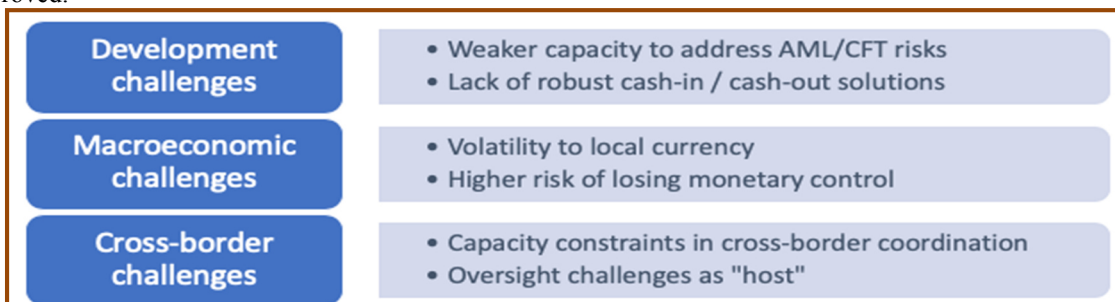 Development
challenges
• Weaker capacity to address AML/CFT risks
• Lack of robust cash-in / cash-out solutions
Macroeconomic
challenges
• Volatility to local currency
• Higher risk of losing monetary control
Cross-border
challenges
• Capacity constraints in cross-border coordination
• Oversight challenges as "host"